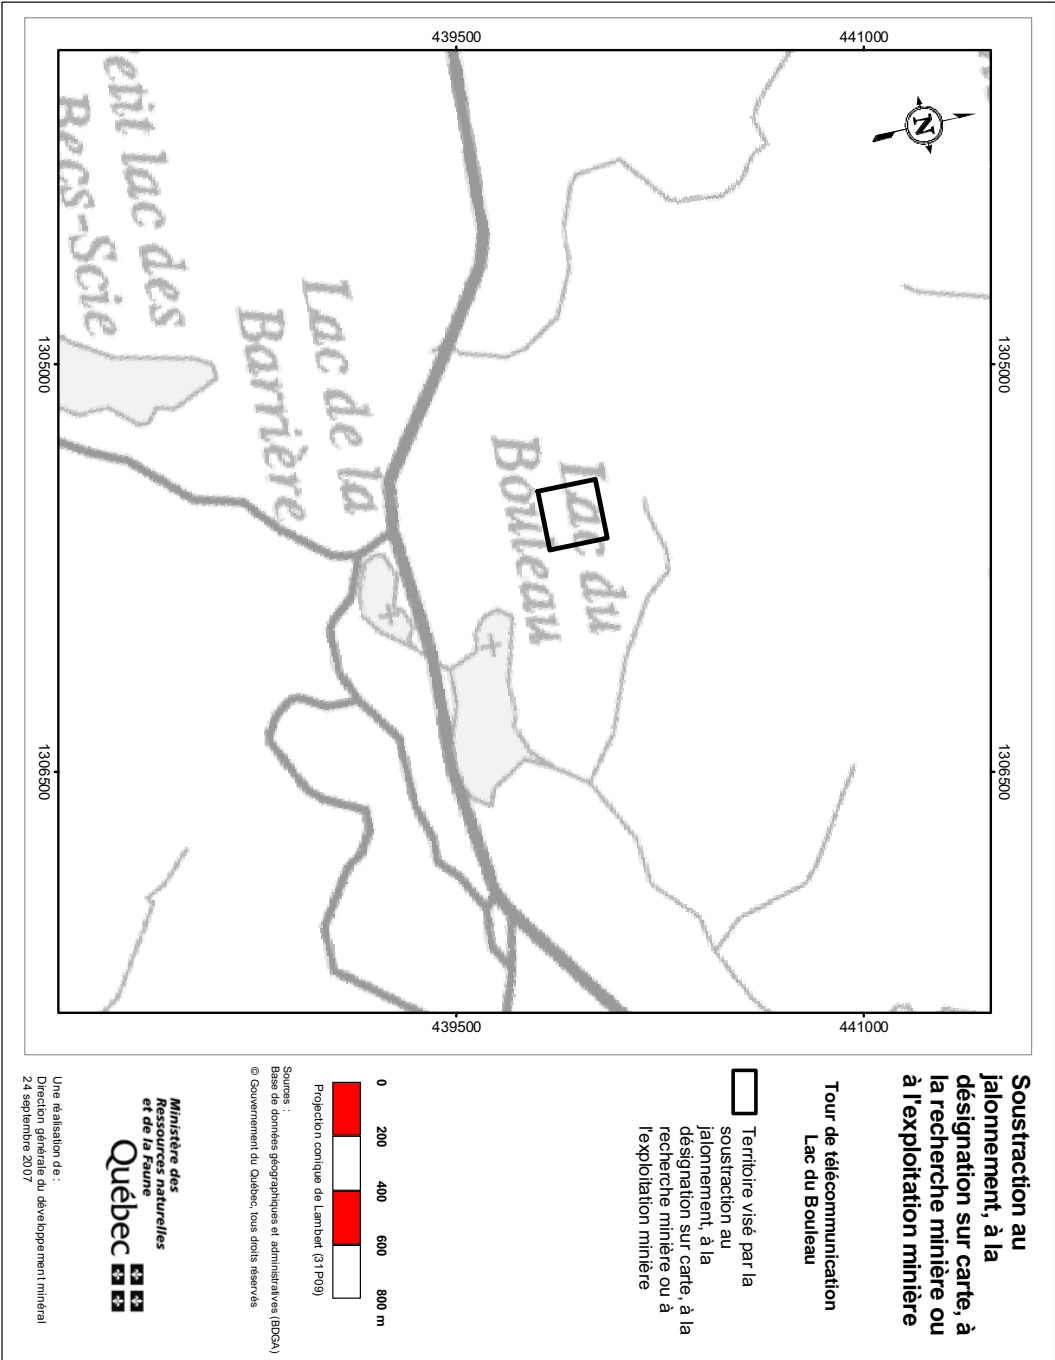 Soustraction au
jalonnement, à la
désignation sur carte, à
la recherche minière ou
à l'exploitation minière
Tour de télécommunication
Lac du Bouleau
Territoire visé par la
soustraction au
jalonnement, à la
désignation sur carte, à la
recherche minière ou à
l'exploitation minière
0 200 400 600 800 m
Projection conique de Lambert (31P09)
Sources :
Base de données géographiques et administratives (BDGA)
© Gouvernement du Québec, tous droits réservés
Ministère des
Ressources naturelles
et de la Faune
Québec
Une réalisation de :
Direction générale du développement minéral
24 septembre 2007
1305000
1306500
441000
439500
N
Lac du
Bouleau
Lac de la
Barrière
etit lac des
Becs-Scie
441000
439500
1305000
1306500